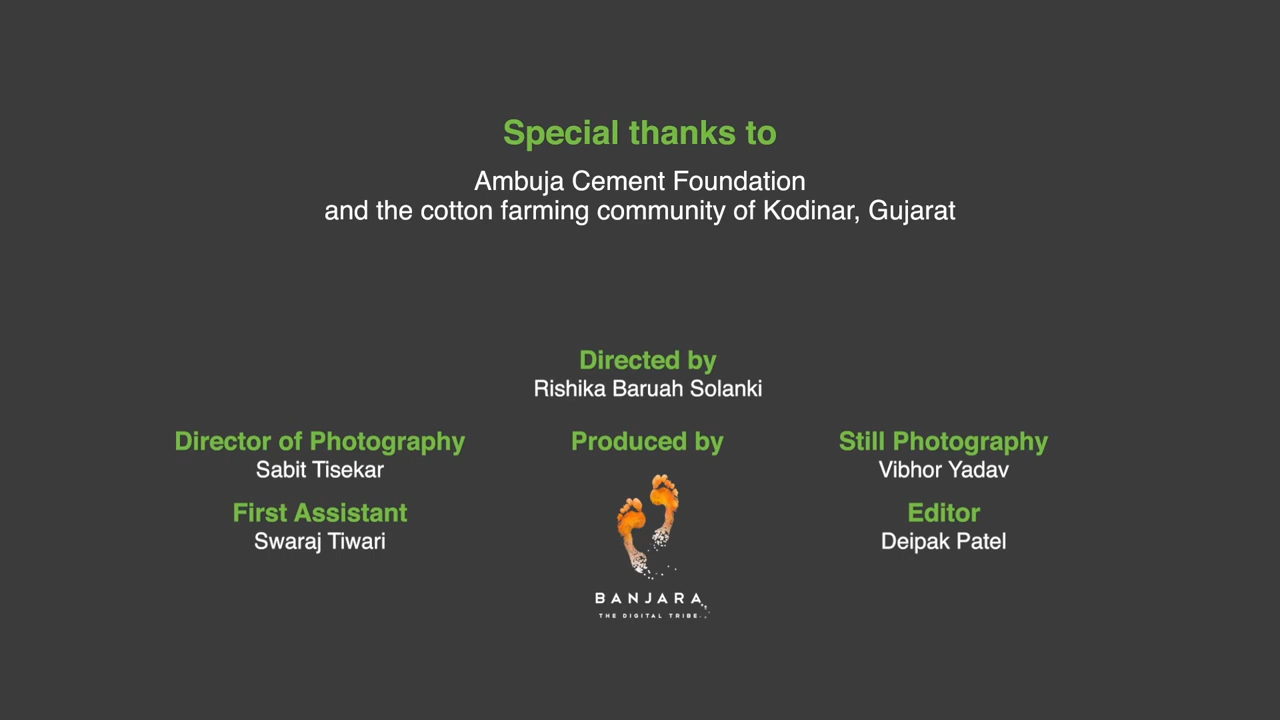 Special thanks to
Ambuja Cement Foundation
and the cotton farming community of Kodinar, Gujarat
Directed by
Rishika Baruah Solanki
Director of Photography
Sabit Tisekar
First Assistant
Swaraj Tiwari
Produced by
BANJARA
THE DIGITAL TRIBE
Still Photography
Vibhor Yadav
Editor
Deipak Patel